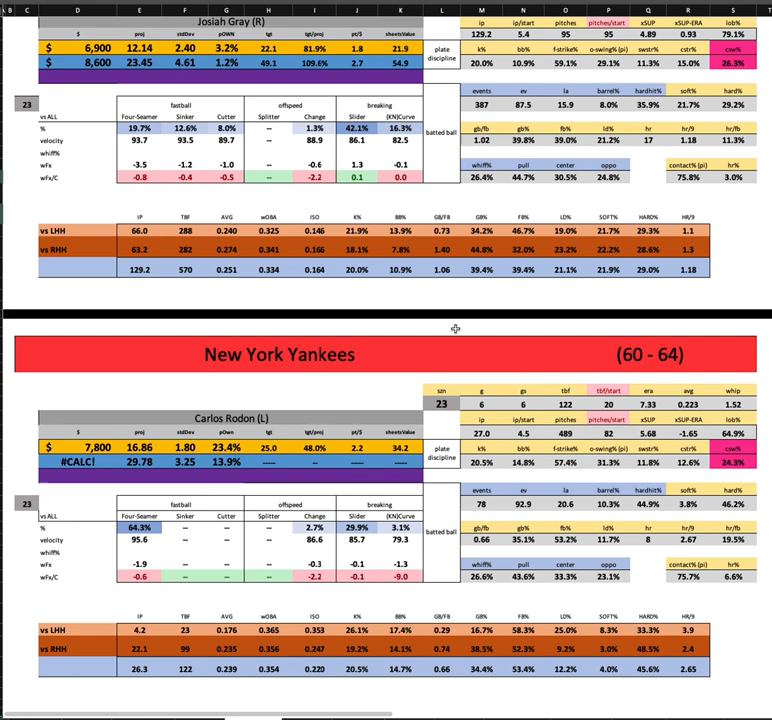 B C D E F G H I J K L M N O P Q R S T
Josiah Gray (R) ip ip/start pitches pitches/start xSUP xSUP-ERA lob%
$ proj stdDev pOWN tgt tgt/proj pt/$ sheetsValue 129.2 5.4 95 95 4.89 0.93 79.1%
$ 6,900 12.14 2.40 3.2% 22.1 81.9% 1.8 21.9 plate discipline k% bb% f-strike% o-swing% (pi) swstr% cstr% csw%
$ 8,600 23.45 4.61 1.2% 49.1 109.6% 2.7 54.9 20.0% 10.9% 59.1% 29.1% 11.3% 15.0% 26.3%
events ev la barrel% hardhit% soft% hard%
23 fastball offspeed breaking 387 87.5 15.9 8.0% 35.9% 21.7% 29.2%
vs ALL Four-Seamer Sinker Cutter Splitter Change Slider (KN)Curve
% 19.7% 12.6% 8.0% -- 1.3% 42.1% 16.3% batted ball gb/fb gb% fb% ld% hr hr/9 hr/fb
velocity 93.7 93.5 89.7 -- 88.9 86.1 82.5 1.02 39.8% 39.0% 21.2% 17 1.18 11.3%
whiff%
wFx -3.5 -1.2 -1.0 -0.6 1.3 -0.1 whiff% pull center oppo contact% (pi) hr%
wFx/C -0.8 -0.4 -0.5 -- -2.2 0.1 0.0 26.4% 44.7% 30.5% 24.8% 75.8% 3.0%
IP TBF AVG wOBA ISO K% BB% GB/FB GB% FB% LD% SOFT% HARD% HR/9
vs LHH 66.0 288 0.240 0.325 0.146 21.9% 13.9% 0.73 34.2% 46.7% 19.0% 21.7% 29.3% 1.1
vs RHH 63.2 282 0.274 0.341 0.166 18.1% 7.8% 1.40 44.8% 32.0% 23.2% 22.2% 28.6% 1.3
129.2 570 0.251 0.334 0.164 20.0% 10.9% 1.06 39.4% 39.4% 21.1% 21.9% 29.0% 1.18
New York Yankees (60 - 64)
szn g gs tbf tbf/start era avg whip
23 6 6 122 20 7.33 0.223 1.52
Carlos Rodon (L) ip ip/start pitches pitches/start xSUP xSUP-ERA lob%
$ proj stdDev pOwn tgt tgt/proj pt/$ sheetsValue 27.0 4.5 489 82 5.68 -1.65 64.9%
$ 7,800 16.86 1.80 23.4% 25.0 48.0% 2.2 34.2 plate discipline k% bb% f-strike% o-swing% (pi) swstr% cstr% csw%
#CALC! 29.78 3.25 13.9% ---- ---- ---- ---- 20.5% 14.8% 57.4% 31.3% 11.8% 12.6% 24.3%
events ev la barrel% hardhit% soft% hard%
23 fastball offspeed breaking 78 92.9 20.6 10.3% 44.9% 3.8% 46.2%
vs ALL Four-Seamer Sinker Cutter Splitter Change Slider (KN)Curve
% 64.3% -- -- -- 2.7% 29.9% 3.1% batted ball gb/fb gb% fb% ld% hr hr/9 hr/fb
velocity 95.6 -- -- -- 86.6 85.7 79.3 0.66 35.1% 53.2% 11.7% 8 2.67 19.5%
whiff%
wFx -1.9 -- -- -- -0.3 -0.1 -1.3 whiff% pull center oppo contact% (pi) hr%
wFx/C -0.6 -- -- -- -2.2 -0.1 -9.0 26.6% 43.6% 33.3% 23.1% 75.7% 6.6%
IP TBF AVG wOBA ISO K% BB% GB/FB GB% FB% LD% SOFT% HARD% HR/9
vs LHH 4.2 23 0.176 0.365 0.353 26.1% 17.4% 0.29 16.7% 58.3% 25.0% 8.3% 33.3% 3.9
vs RHH 22.1 99 0.235 0.356 0.247 19.2% 14.1% 0.74 38.5% 52.3% 9.2% 3.0% 48.5% 2.4
26.3 122 0.239 0.354 0.220 20.5% 14.7% 0.66 34.4% 53.4% 12.2% 4.0% 45.6% 2.65